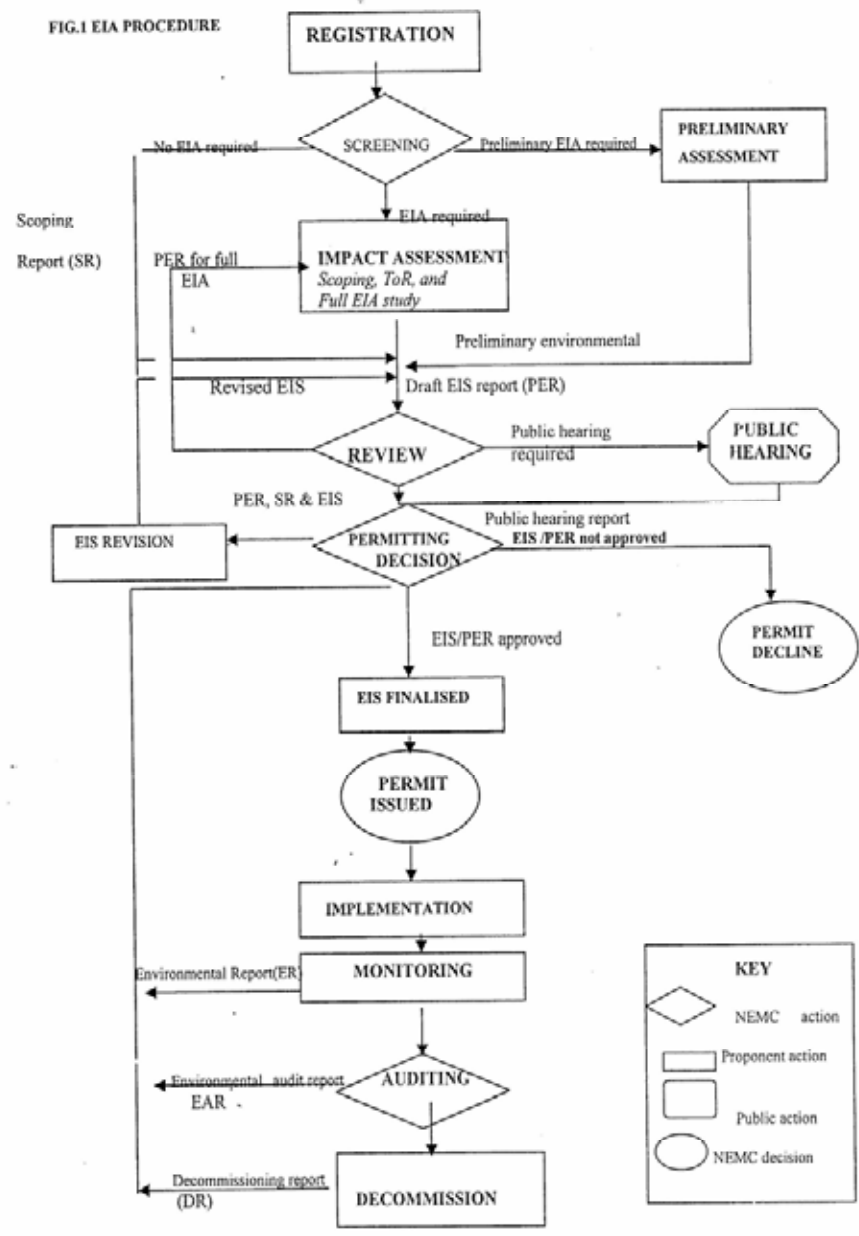 FIG.1 EIA PROCEDURE
REGISTRATION
SCREENING
No EIA required
Preliminary EIA required
PRELIMINARY
ASSESSMENT
EIA required
Scoping
Report (SR)
PER for full
EIA
IMPACT ASSESSMENT
Scoping, ToR, and
Full EIA study
Preliminary environmental
Revised EIS
Draft EIS report (PER)
REVIEW
Public hearing
required
PUBLIC
HEARING
PER, SR & EIS
Public hearing report
EIS REVISION
PERMITTING
DECISION
EIS /PER not approved
PERMIT
DECLINE
EIS/PER approved
EIS FINALISED
PERMIT
ISSUED
IMPLEMENTATION
MONITORING
Environmental Report(ER)
AUDITING
Environmental audit report
EAR
Decommissioning report
(DR)
DECOMMISSION
KEY
NEMC action
Proponent action
Public action
NEMC decision